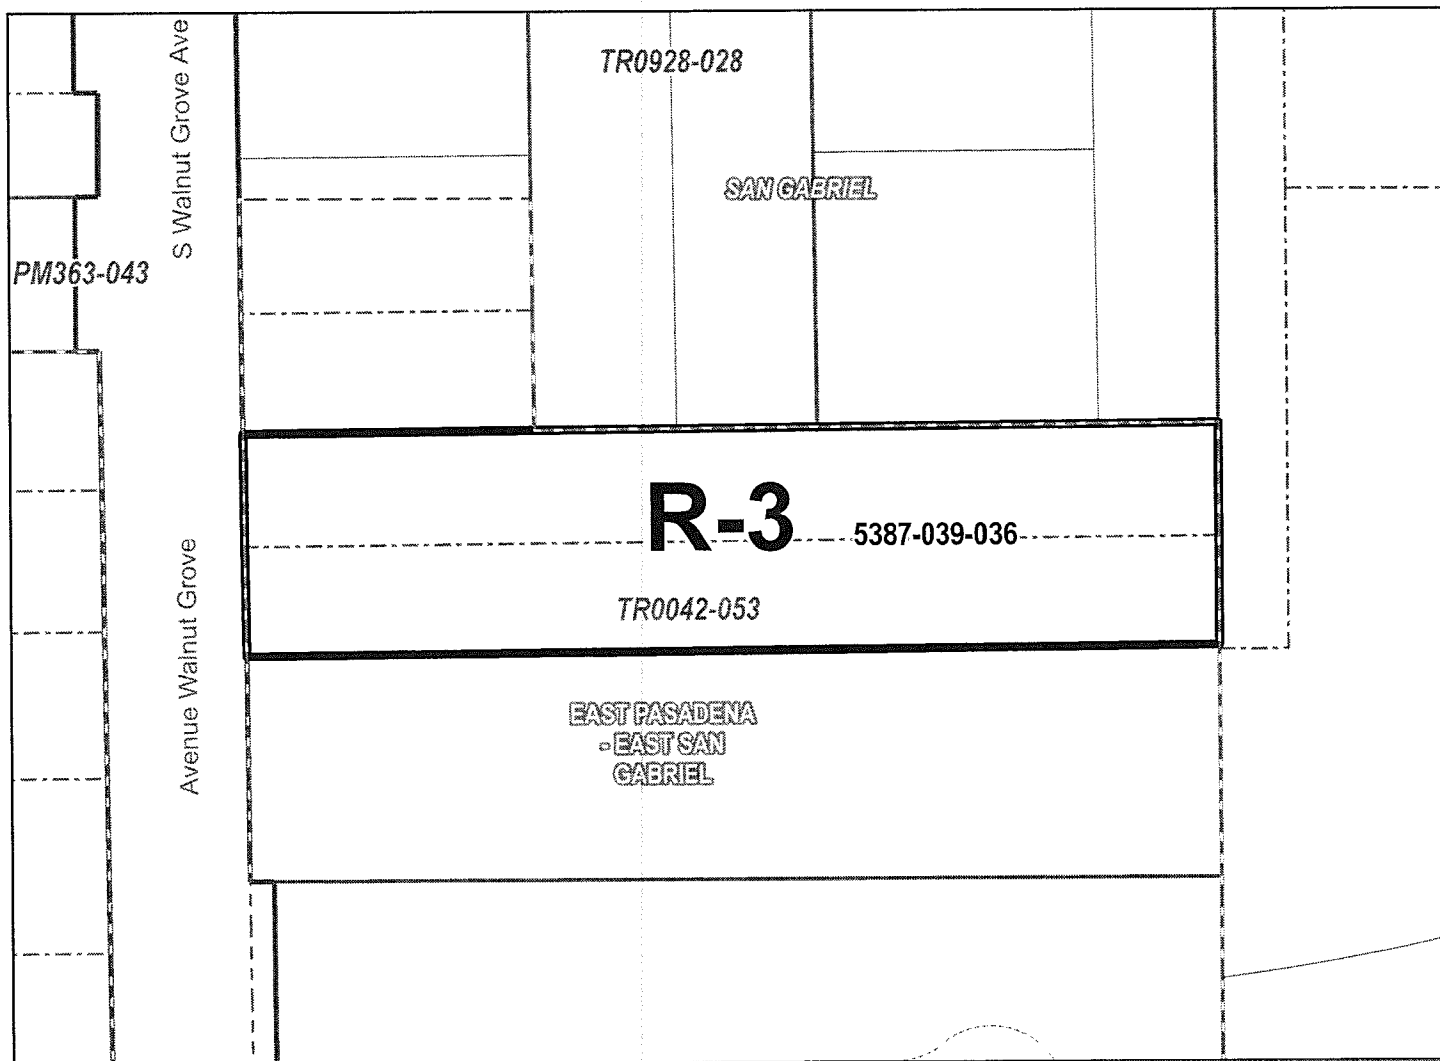 S Walnut Grove Ave
TR0928-028
SAN GABRIEL
PM363-043
R-3
5387-039-036
TR0042-053
Avenue Walnut Grove
EAST PASADENA
- EAST SAN
GABRIEL